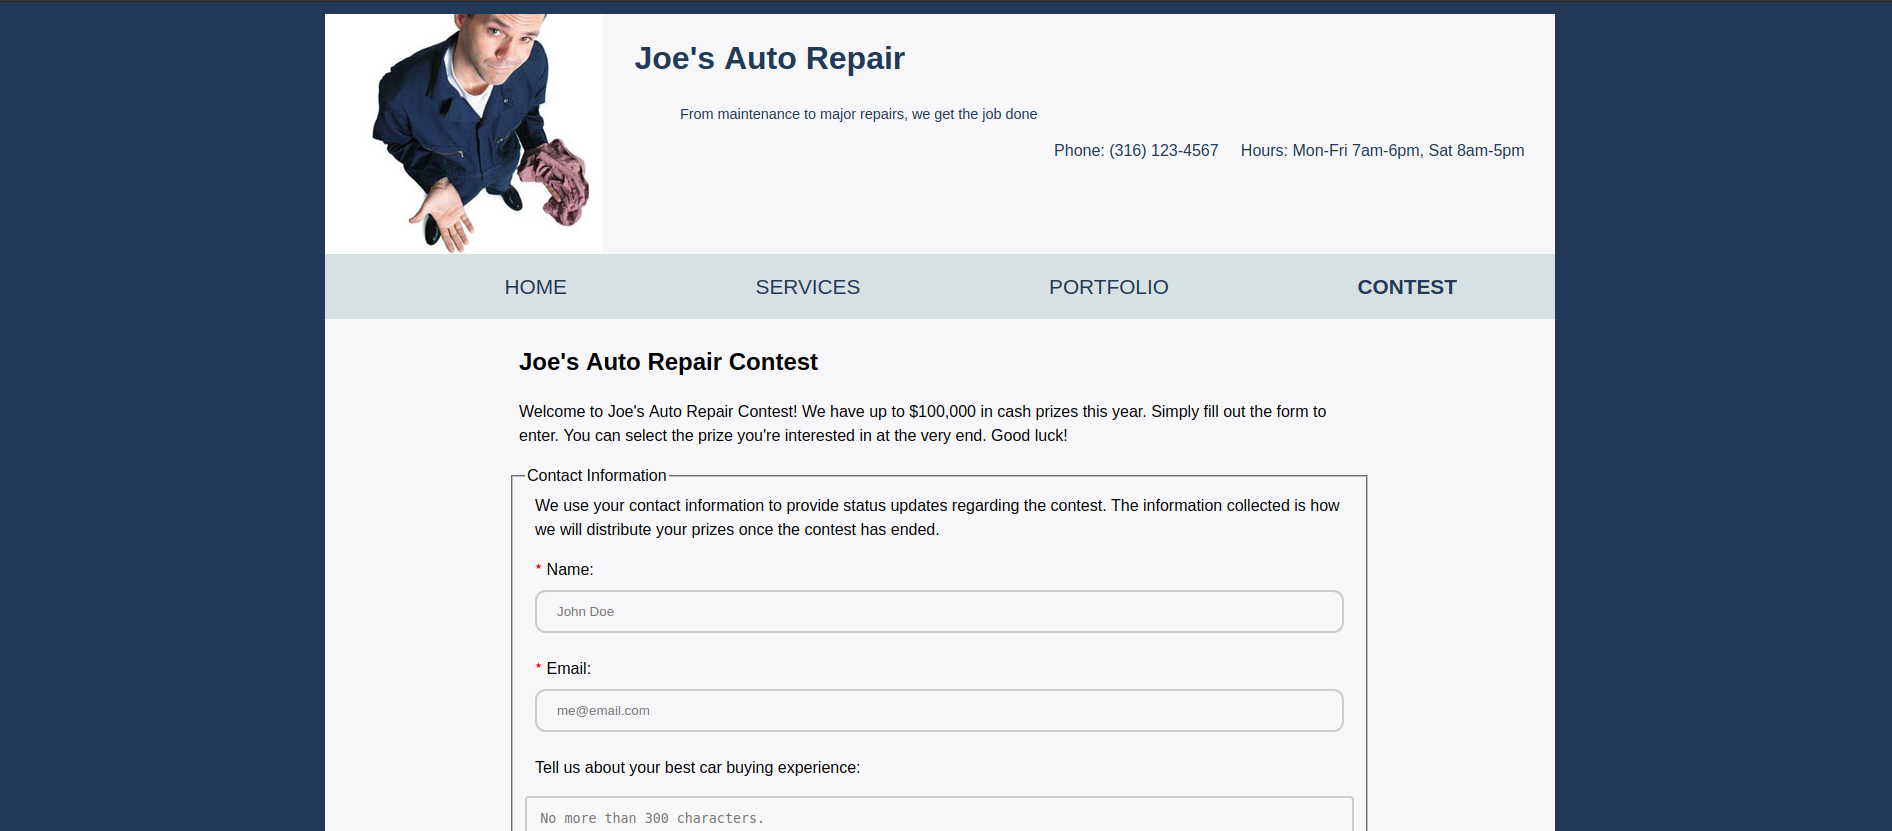 Joe's Auto Repair
From maintenance to major repairs, we get the job done
Phone: (316) 123-4567 Hours: Mon-Fri 7am-6pm, Sat 8am-5pm
HOME SERVICES PORTFOLIO CONTEST
Joe's Auto Repair Contest
Welcome to Joe's Auto Repair Contest! We have up to $100,000 in cash prizes this year. Simply fill out the form to
enter. You can select the prize you're interested in at the very end. Good luck!
Contact Information
We use your contact information to provide status updates regarding the contest. The information collected is how
we will distribute your prizes once the contest has ended.
* Name:
John Doe
* Email:
me@email.com
Tell us about your best car buying experience:
No more than 300 characters.